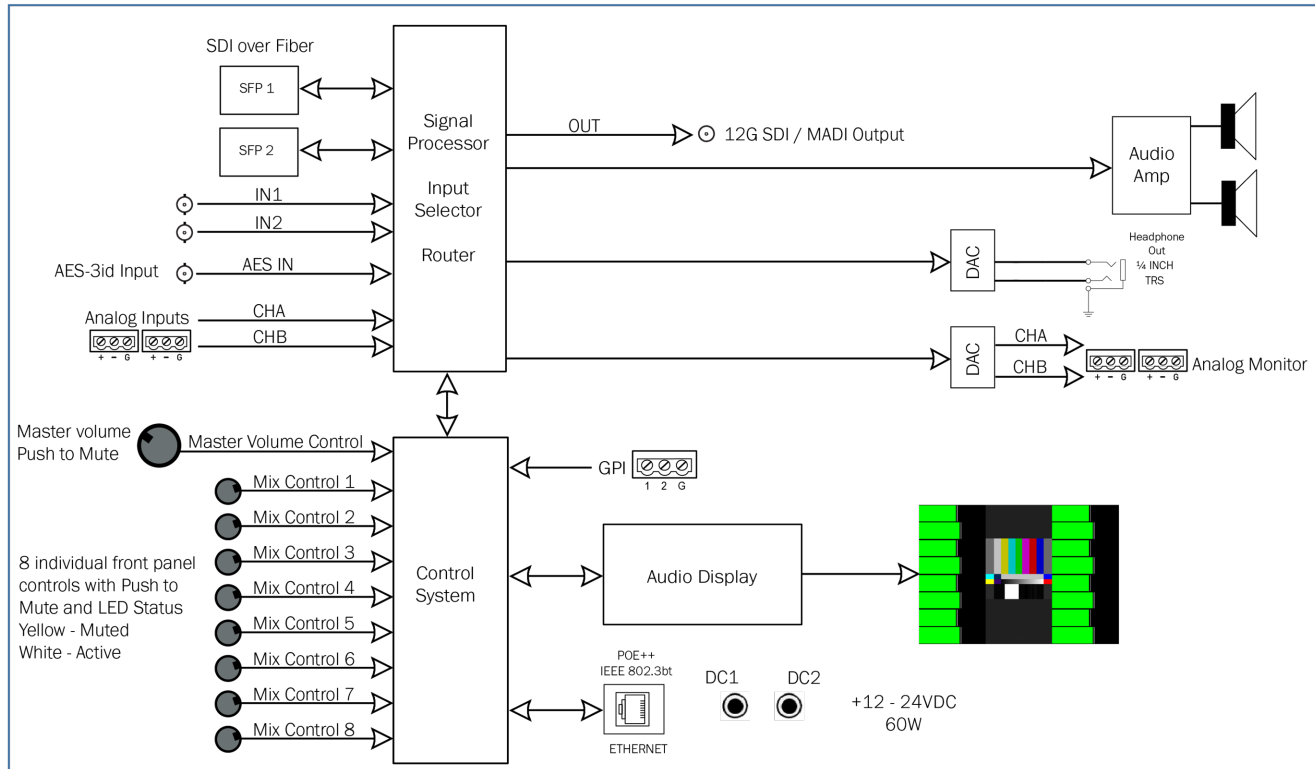 SDI over Fiber
SFP 1
SFP 2
IN1
IN2
AES-3id Input
AES IN
Analog Inputs
CHA
CHB
+ - G + - G
Signal
Processor
Input
Selector
Router
OUT
12G SDI / MADI Output
Audio
Amp
DAC
Headphone
Out
¼ INCH
TRS
DAC
CHA
CHB
+ - G + - G
Analog Monitor
Master volume
Push to Mute
Master Volume Control
Mix Control 1
Mix Control 2
Mix Control 3
Mix Control 4
Mix Control 5
Mix Control 6
Mix Control 7
Mix Control 8
8 individual front panel
controls with Push to
Mute and LED Status
Yellow - Muted
White - Active
Control
System
GPI
1 2 G
Audio Display
POE++
IEEE 802.3bt
ETHERNET
DC1
DC2
+12 - 24VDC
60W